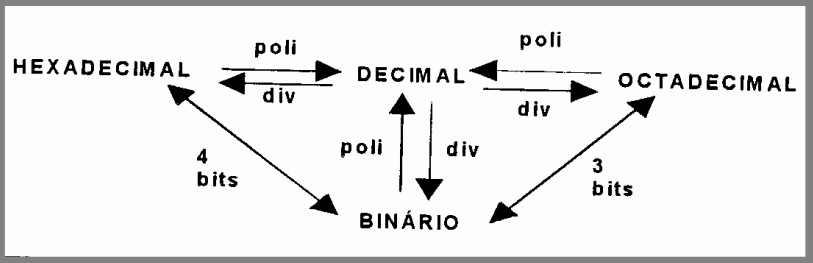 poli
poli
HEXADECIMAL
DECIMAL
OCTADECIMAL
div
div
4
bits
poli
div
3
bits
BINÁRIO